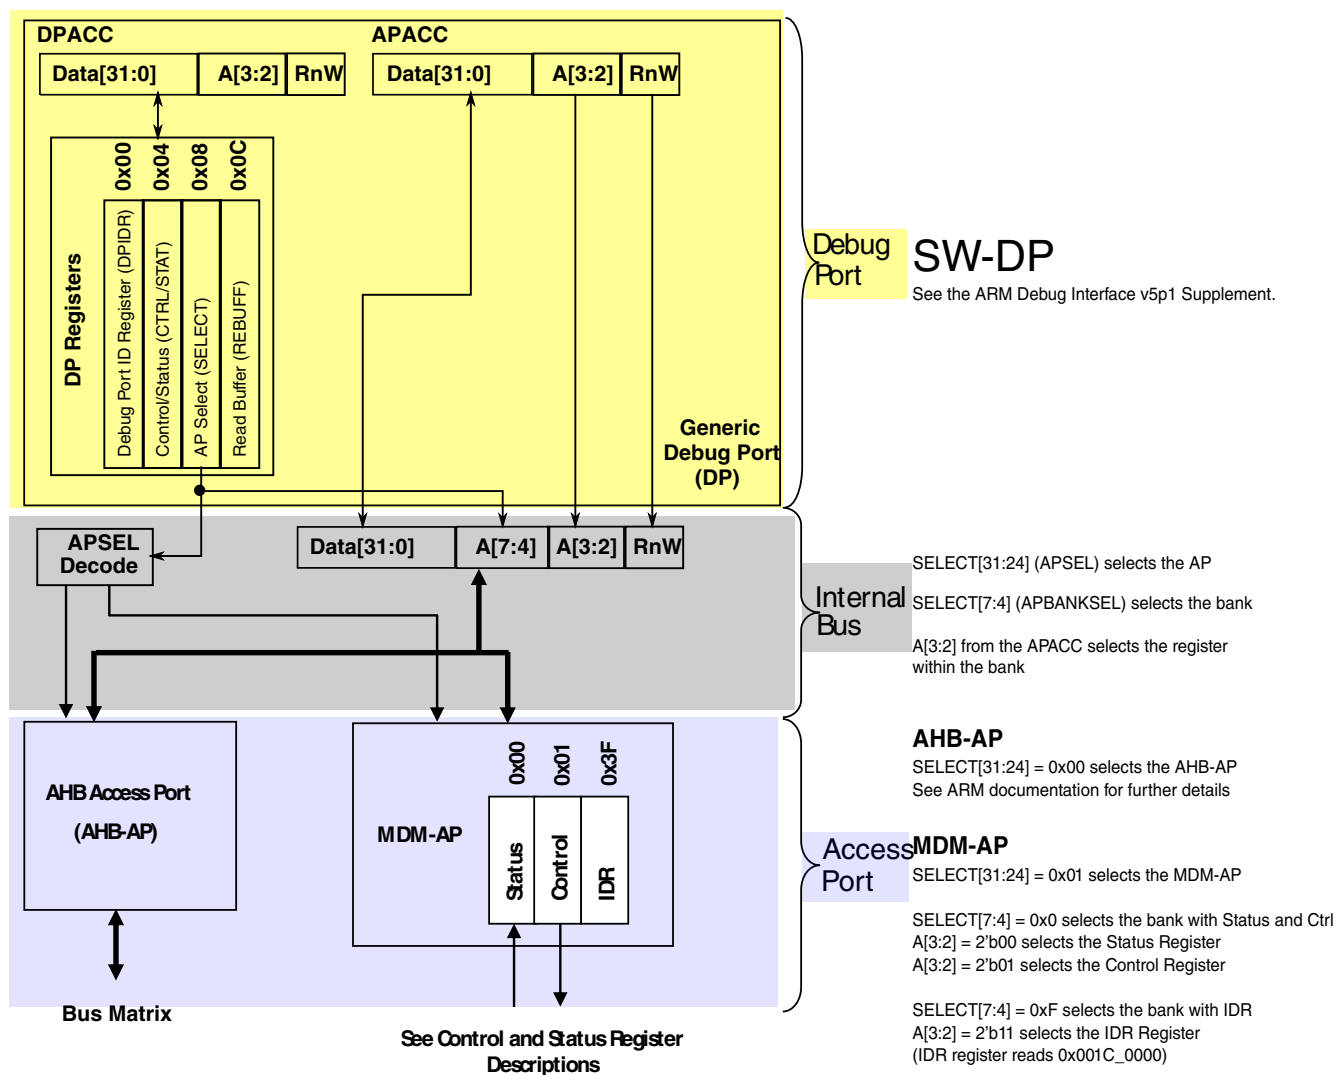 DPACC
APACC
Data[31:0] A[3:2] RnW
Data[31:0] A[3:2] RnW
0x00
0x04
0x08
0x0C
DP Registers
Debug Port ID Register (DPIDR)
Control/Status (CTRL/STAT)
AP Select (SELECT)
Read Buffer (REBUFF)
Generic
Debug Port
(DP)
Debug
Port
SW-DP
See the ARM Debug Interface v5p1 Supplement.
APSEL
Decode
Data[31:0] A[7:4] A[3:2] RnW
Internal
Bus
SELECT[31:24] (APSEL) selects the AP
SELECT[7:4] (APBANKSEL) selects the bank
A[3:2] from the APACC selects the register
within the bank
AHB Access Port
(AHB-AP)
MDM-AP
0x00
0x01
0x3F
Status
Control
IDR
Bus Matrix
See Control and Status Register
Descriptions
Access
Port
AHB-AP
SELECT[31:24] = 0x00 selects the AHB-AP
See ARM documentation for further details
MDM-AP
SELECT[31:24] = 0x01 selects the MDM-AP
SELECT[7:4] = 0x0 selects the bank with Status and Ctrl
A[3:2] = 2'b00 selects the Status Register
A[3:2] = 2'b01 selects the Control Register
SELECT[7:4] = 0xF selects the bank with IDR
A[3:2] = 2'b11 selects the IDR Register
(IDR register reads 0x001C_0000)